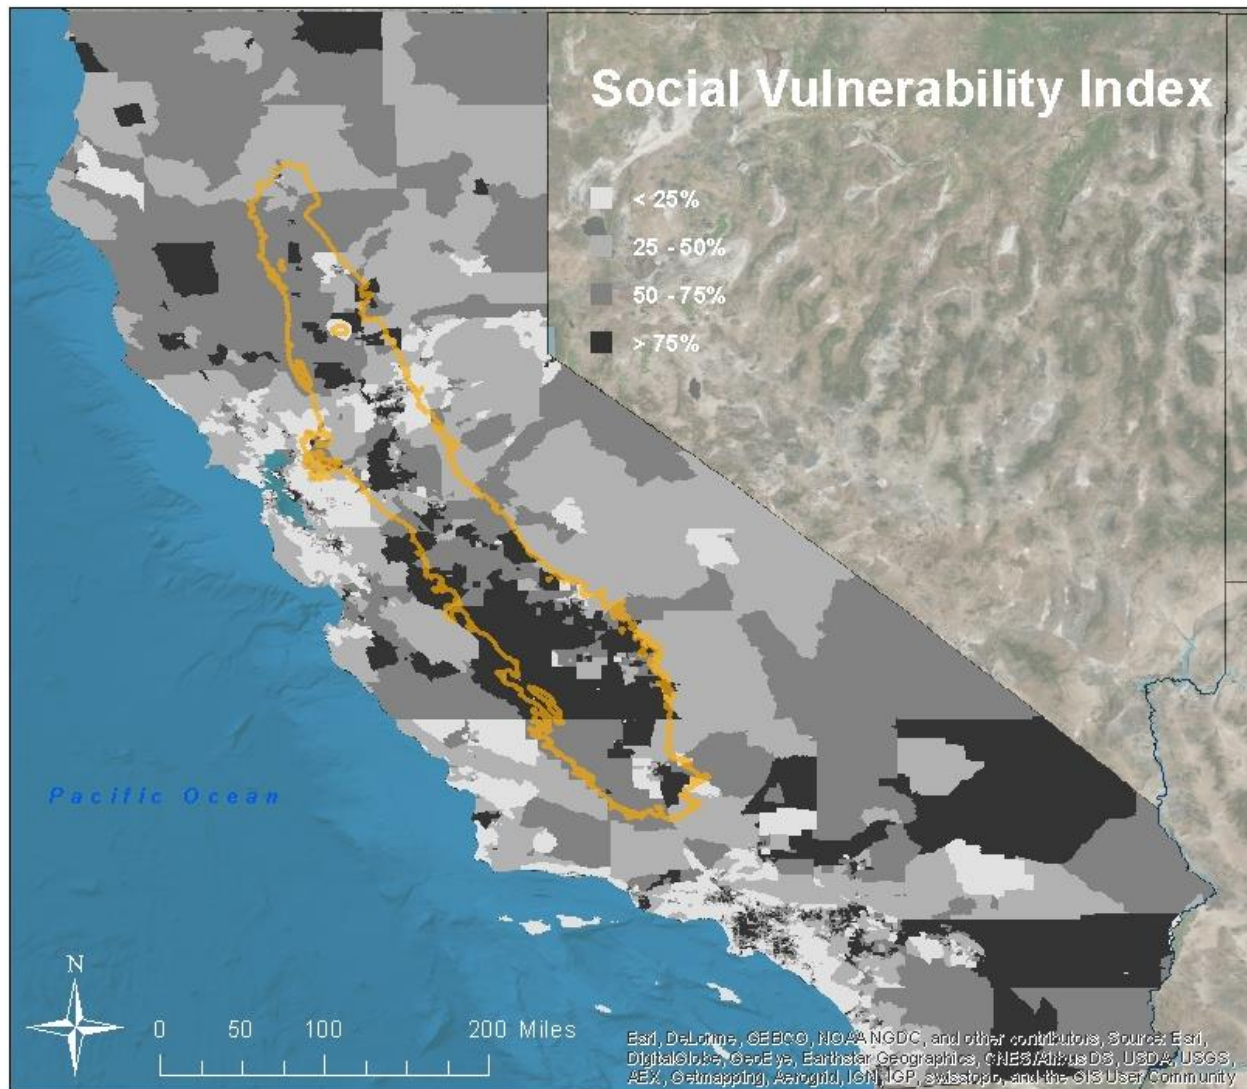 Social Vulnerability Index
< 25%
25 - 50%
50 - 75%
> 75%
Pacific Ocean
N
0 50 100 200 Miles
Esri, DeLorme, GEBCO, NOAA NGDC, and other contributors, Source: Esri,
DigitalGlobe, GeoEye, Earthstar Geographics, CNES/Airbus DS, USDA, USGS,
AEX, Getmapping, Aerogrid, IGN, IGP, swisstopo, and the GIS User Community